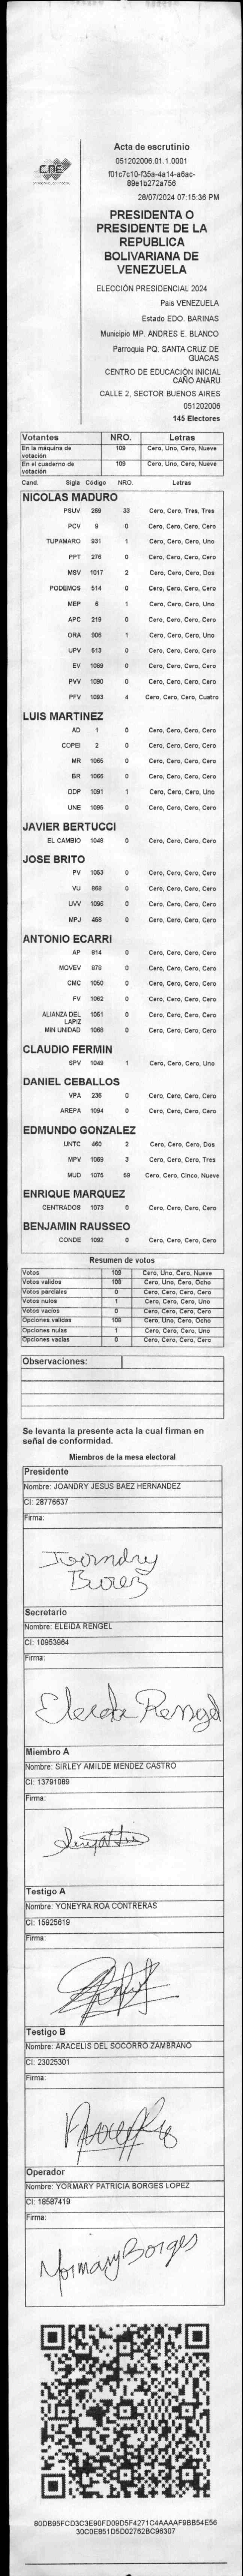 CNE
Acta de escrutinio
051202006.01.1.0001
f01c7c10-f35a-4a14-a6ac-
89e1b272a756
28/07/2024 07:15:36 PM
PRESIDENTA O
PRESIDENTE DE LA
REPUBLICA
BOLIVARIANA DE
VENEZUELA
ELECCIÓN PRESIDENCIAL 2024
Pais VENEZUELA
Estado EDO. BARINAS
Municipio MP. ANDRES E. BLANCO
Parroquia PQ. SANTA CRUZ DE
GUACAS
CENTRO DE EDUCACIÓN INICIAL
CAÑO ANARU
CALLE 2, SECTOR BUENOS AIRES
051202006
145 Electores
Votantes NRO. Letras
En la máquina de votación 109 Cero, Uno, Cero, Nueve
En el cuaderno de votación 109 Cero, Uno, Cero, Nueve
Cand. Sigla Código NRO. Letras
NICOLAS MADURO
PSUV 269 33 Cero, Cero, Tres, Tres
PCV 9 0 Cero, Cero, Cero, Cero
TUPAMARO 931 1 Cero, Cero, Cero, Uno
PPT 276 0 Cero, Cero, Cero, Cero
MSV 1017 2 Cero, Cero, Cero, Dos
PODEMOS 514 0 Cero, Cero, Cero, Cero
MEP 6 1 Cero, Cero, Cero, Uno
APC 219 0 Cero, Cero, Cero, Cero
ORA 906 1 Cero, Cero, Cero, Uno
UPV 613 0 Cero, Cero, Cero, Cero
EV 1089 0 Cero, Cero, Cero, Cero
PVV 1090 0 Cero, Cero, Cero, Cero
PFV 1093 4 Cero, Cero, Cero, Cuatro
LUIS MARTINEZ
AD 1 0 Cero, Cero, Cero, Cero
COPEI 2 0 Cero, Cero, Cero, Cero
MR 1065 0 Cero, Cero, Cero, Cero
BR 1066 0 Cero, Cero, Cero, Cero
DDP 1091 1 Cero, Cero, Cero, Uno
UNE 1095 0 Cero, Cero, Cero, Cero
JAVIER BERTUCCI
EL CAMBIO 1048 0 Cero, Cero, Cero, Cero
JOSE BRITO
PV 1053 0 Cero, Cero, Cero, Cero
VU 868 0 Cero, Cero, Cero, Cero
UVV 1096 0 Cero, Cero, Cero, Cero
MPJ 458 0 Cero, Cero, Cero, Cero
ANTONIO ECARRI
AP 814 0 Cero, Cero, Cero, Cero
MOVEV 879 0 Cero, Cero, Cero, Cero
CMC 1050 0 Cero, Cero, Cero, Cero
FV 1062 0 Cero, Cero, Cero, Cero
ALIANZA DEL LAPIZ 1051 0 Cero, Cero, Cero, Cero
MIN UNIDAD 1068 0 Cero, Cero, Cero, Cero
CLAUDIO FERMIN
SPV 1049 1 Cero, Cero, Cero, Uno
DANIEL CEBALLOS
VPA 236 0 Cero, Cero, Cero, Cero
AREPA 1094 0 Cero, Cero, Cero, Cero
EDMUNDO GONZALEZ
UNTC 460 2 Cero, Cero, Cero, Dos
MPV 1069 3 Cero, Cero, Cero, Tres
MUD 1075 59 Cero, Cero, Cinco, Nueve
ENRIQUE MARQUEZ
CENTRADOS 1073 0 Cero, Cero, Cero, Cero
BENJAMIN RAUSSEO
CONDE 1092 0 Cero, Cero, Cero, Cero
Resumen de votos
Votos 109 Cero, Uno, Cero, Nueve
Votos validos 108 Cero, Uno, Cero, Ocho
Votos parciales 0 Cero, Cero, Cero, Cero
Votos nulos 1 Cero, Cero, Cero, Uno
Votos vacios 0 Cero, Cero, Cero, Cero
Opciones validas 108 Cero, Uno, Cero, Ocho
Opciones nulas 1 Cero, Cero, Cero, Uno
Opciones vacias 0 Cero, Cero, Cero, Cero
Observaciones:
Se levanta la presente acta la cual firman en
señal de conformidad.
Miembros de la mesa electoral
Presidente
Nombre: JOANDRY JESUS BAEZ HERNANDEZ
CI: 28776637
Firma:
Joandry
Baez
Secretario
Nombre: ELEIDA RENGEL
CI: 10953964
Firma:
Eleida Rengel
Miembro A
Nombre: SIRLEY AMILDE MENDEZ CASTRO
CI: 13791089
Firma:
Testigo A
Nombre: YONEYRA ROA CONTRERAS
CI: 15925619
Firma:
Testigo B
Nombre: ARACELIS DEL SOCORRO ZAMBRANO
CI: 23025301
Firma:
Operador
Nombre: YORMARY PATRICIA BORGES LOPEZ
CI: 18587419
Firma:
Yormary Borges
80DB95FCD3C3E90FD09D5F4271C4AAAAF9BB54E56
30C0E851D5D02762BC96307